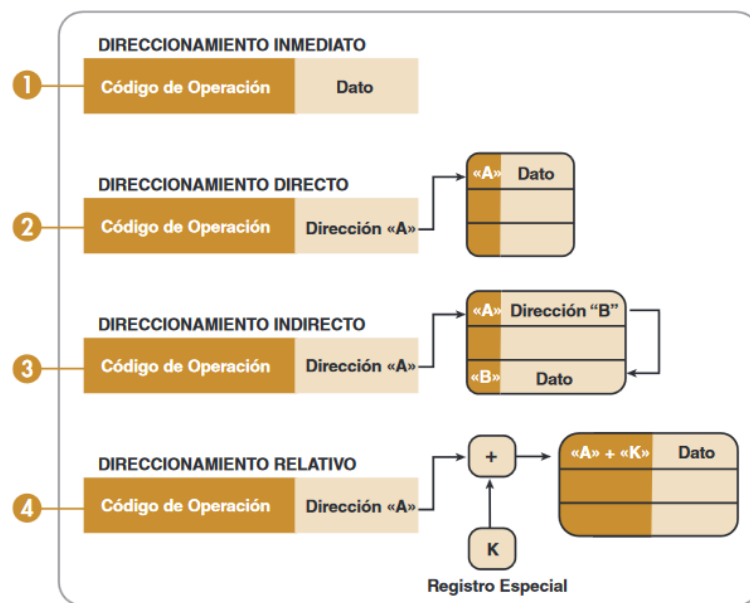 DIRECCIONAMIENTO INMEDIATO
1
Código de Operación
Dato
DIRECCIONAMIENTO DIRECTO
2
Código de Operación
Dirección «A»
«A»
Dato
DIRECCIONAMIENTO INDIRECTO
3
Código de Operación
Dirección «A»
«A»
Dirección “B”
«B»
Dato
DIRECCIONAMIENTO RELATIVO
4
Código de Operación
Dirección «A»
+
K
Registro Especial
«A» + «K»
Dato